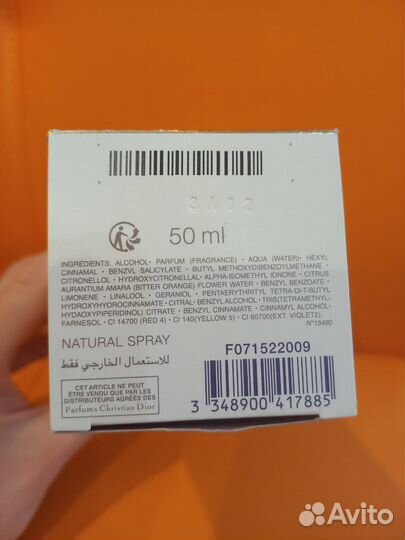 3X02
50 ml
INGREDIENTS: ALCOHOL• PARFUM (FRAGRANCE) • AQUA (WATER)• HEXYL
CINNAMAL • BENZYL SALICYLATE • BUTYL METHOXYDIBENZOYLMETHANE •
CITRONELLOL • HYDROXYCITRONELLAL• ALPHA-ISOMETHYL IONONE • CITRUS
AURANTIUM AMARA (BITTER ORANGE) FLOWER WATER • BENZYL BENZOATE •
LIMONENE • LINALOOL • GERANIOL • PENTAERYTHRITYL TETRA-DI-T-BUTYL
HYDROXYHYDROCINNAMATE • CITRAL• BENZYL ALCOHOL • TRIS(TETRAMETHYL-
HYDAOXYPIPERIDINOL) CITRATE • BENZYL CINNAMATE • CINNAMYL ALCOHOL•
FARNESOL • CI 14700 (RED 4) • CI 140(YELLOW 5) • CI 60700(EXT. VIQLET2).
N°15490
NATURAL SPRAY
للاستعمال الخارجي فقط
F071522009
CET ARTICLE NE PEUT
ÊTRE VENDU QUE PAR LES
DISTRIBUTEURS AGRÉÉS DES
Parfums Christian Dior
3 348900 417885
Avito